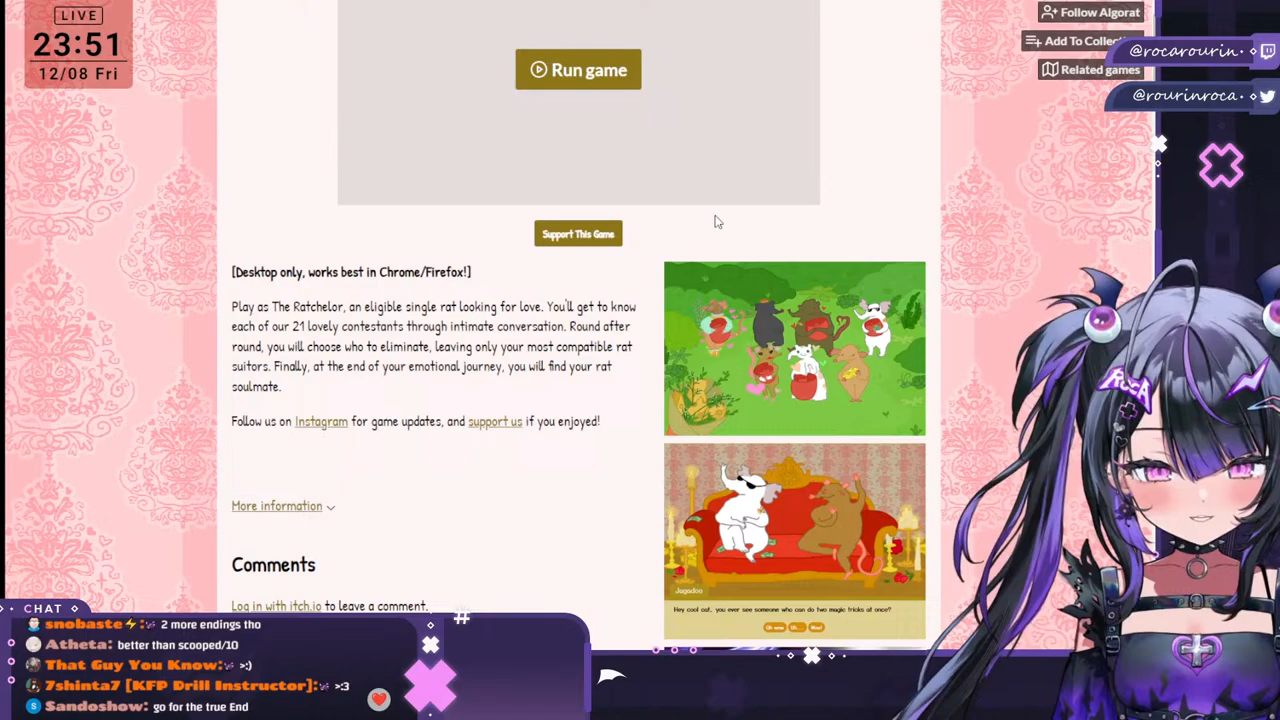 LIVE
23:51
12/08 Fri
Follow Algorat
Add To Collec
Related games
@rocarourin
@rourinroca
Run game
Support This Game
[Desktop only, works best in Chrome/Firefox!]
Play as The Ratchelor, an eligible single rat looking for love. You'll get to know
each of our 21 lovely contestants through intimate conversation. Round after
round, you will choose who to eliminate, leaving only your most compatible rat
suitors. Finally, at the end of your emotional journey, you will find your rat
soulmate.
Follow us on Instagram for game updates, and support us if you enjoyed!
More information
Comments
Log in with itch.io to leave a comment.
Jagadoo
Hey cool cat, you ever see someone who can do two magic tricks at once?
ROCA
CHAT
snobaste⚡: 2 more endings tho
Atheta: better than scooped/10
That Guy You Know: >:)
7shinta7 [KFP Drill Instructor]: >:3
Sandoshow: go for the true End